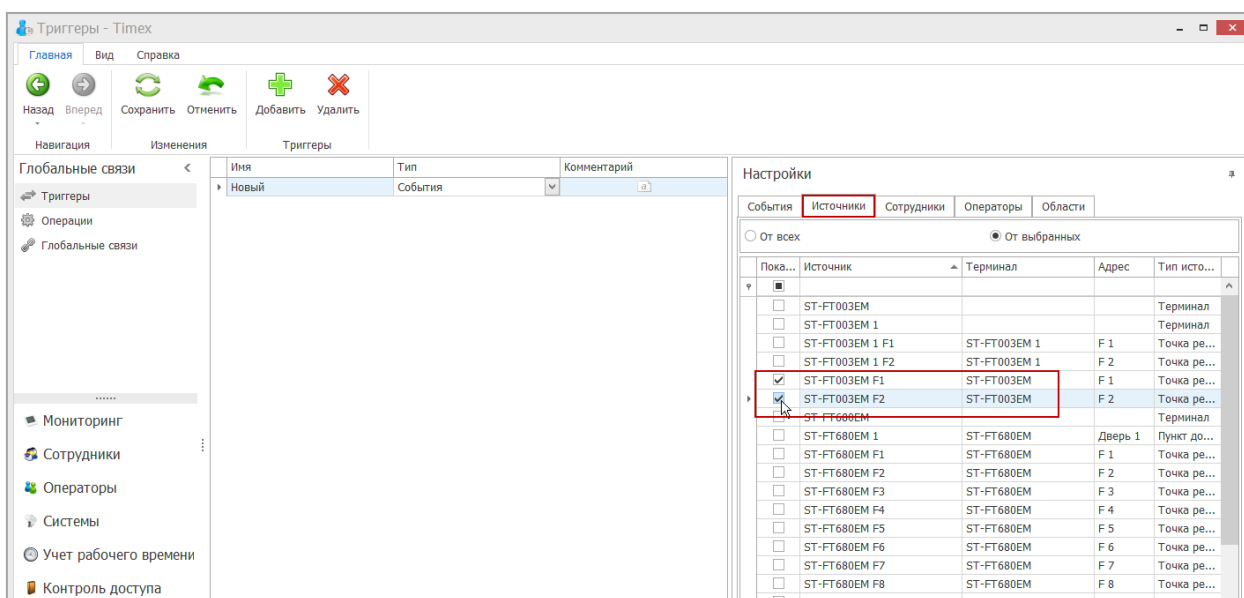 Триггеры - Timex
Главная Вид Справка
Назад Вперед Сохранить Отменить Добавить Удалить
Навигация Изменения Триггеры
Глобальные связи
Триггеры
Операции
Глобальные связи
Мониторинг
Сотрудники
Операторы
Системы
Учет рабочего времени
Контроль доступа
Имя Тип Комментарий
Новый События a
Настройки
События Источники Сотрудники Операторы Области
От всех От выбранных
Пока... Источник Терминал Адрес Тип исто...
ST-FT003EM Терминал
ST-FT003EM 1 Терминал
ST-FT003EM 1 F1 ST-FT003EM 1 F 1 Точка ре...
ST-FT003EM 1 F2 ST-FT003EM 1 F 2 Точка ре...
ST-FT003EM F1 ST-FT003EM F 1 Точка ре...
ST-FT003EM F2 ST-FT003EM F 2 Точка ре...
ST-FT680EM Терминал
ST-FT680EM 1 ST-FT680EM Дверь 1 Пункт до...
ST-FT680EM F1 ST-FT680EM F 1 Точка ре...
ST-FT680EM F2 ST-FT680EM F 2 Точка ре...
ST-FT680EM F3 ST-FT680EM F 3 Точка ре...
ST-FT680EM F4 ST-FT680EM F 4 Точка ре...
ST-FT680EM F5 ST-FT680EM F 5 Точка ре...
ST-FT680EM F6 ST-FT680EM F 6 Точка ре...
ST-FT680EM F7 ST-FT680EM F 7 Точка ре...
ST-FT680EM F8 ST-FT680EM F 8 Точка ре...